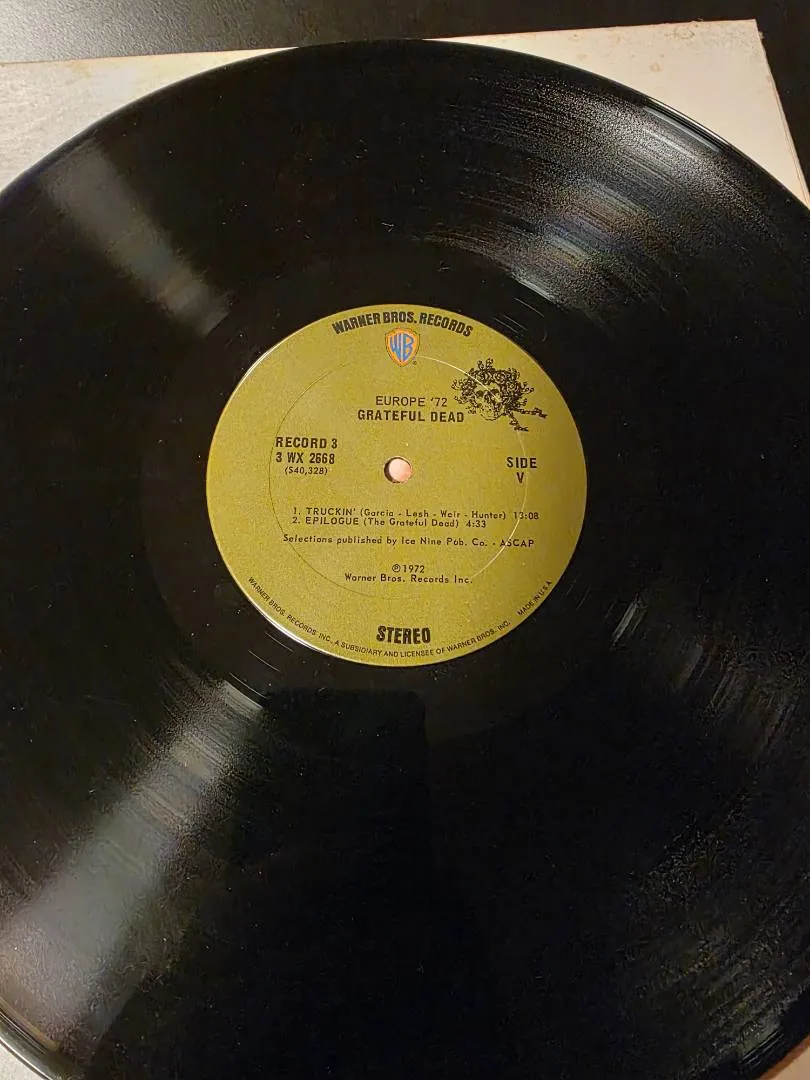 WARNER BROS. RECORDS
WB
®
EUROPE '72
GRATEFUL DEAD
RECORD 3
3 WX 2668
(S40,328)
SIDE
V
1. TRUCKIN' (Garcia - Lesh - Weir - Hunter) 13:08
2. EPILOGUE (The Grateful Dead) 4:33
Selections published by Ice Nine Pub. Co. - ASCAP
℗1972
Warner Bros. Records Inc.
STEREO
WARNER BROS. RECORDS INC., A SUBSIDIARY AND LICENSEE OF WARNER BROS. INC. MADE IN U.S.A.